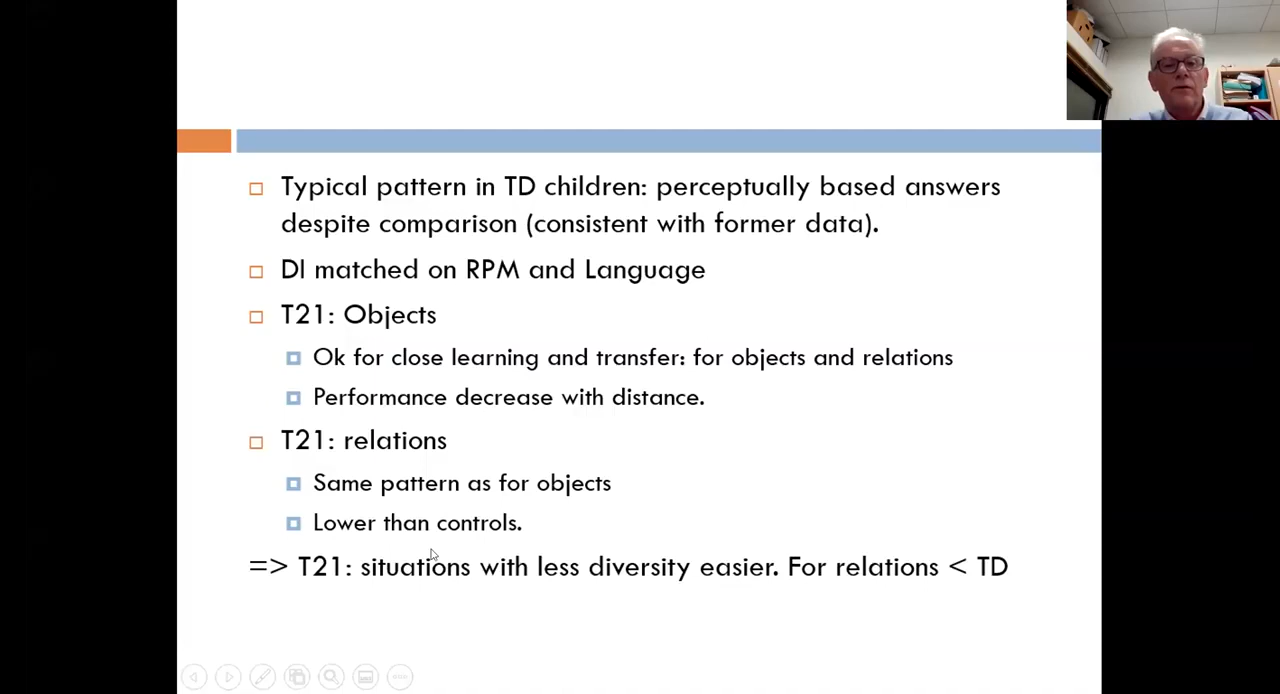 Typical pattern in TD children: perceptually based answers
despite comparison (consistent with former data).
DI matched on RPM and Language
T21: Objects
Ok for close learning and transfer: for objects and relations
Performance decrease with distance.
T21: relations
Same pattern as for objects
Lower than controls.
=> T21: situations with less diversity easier. For relations < TD